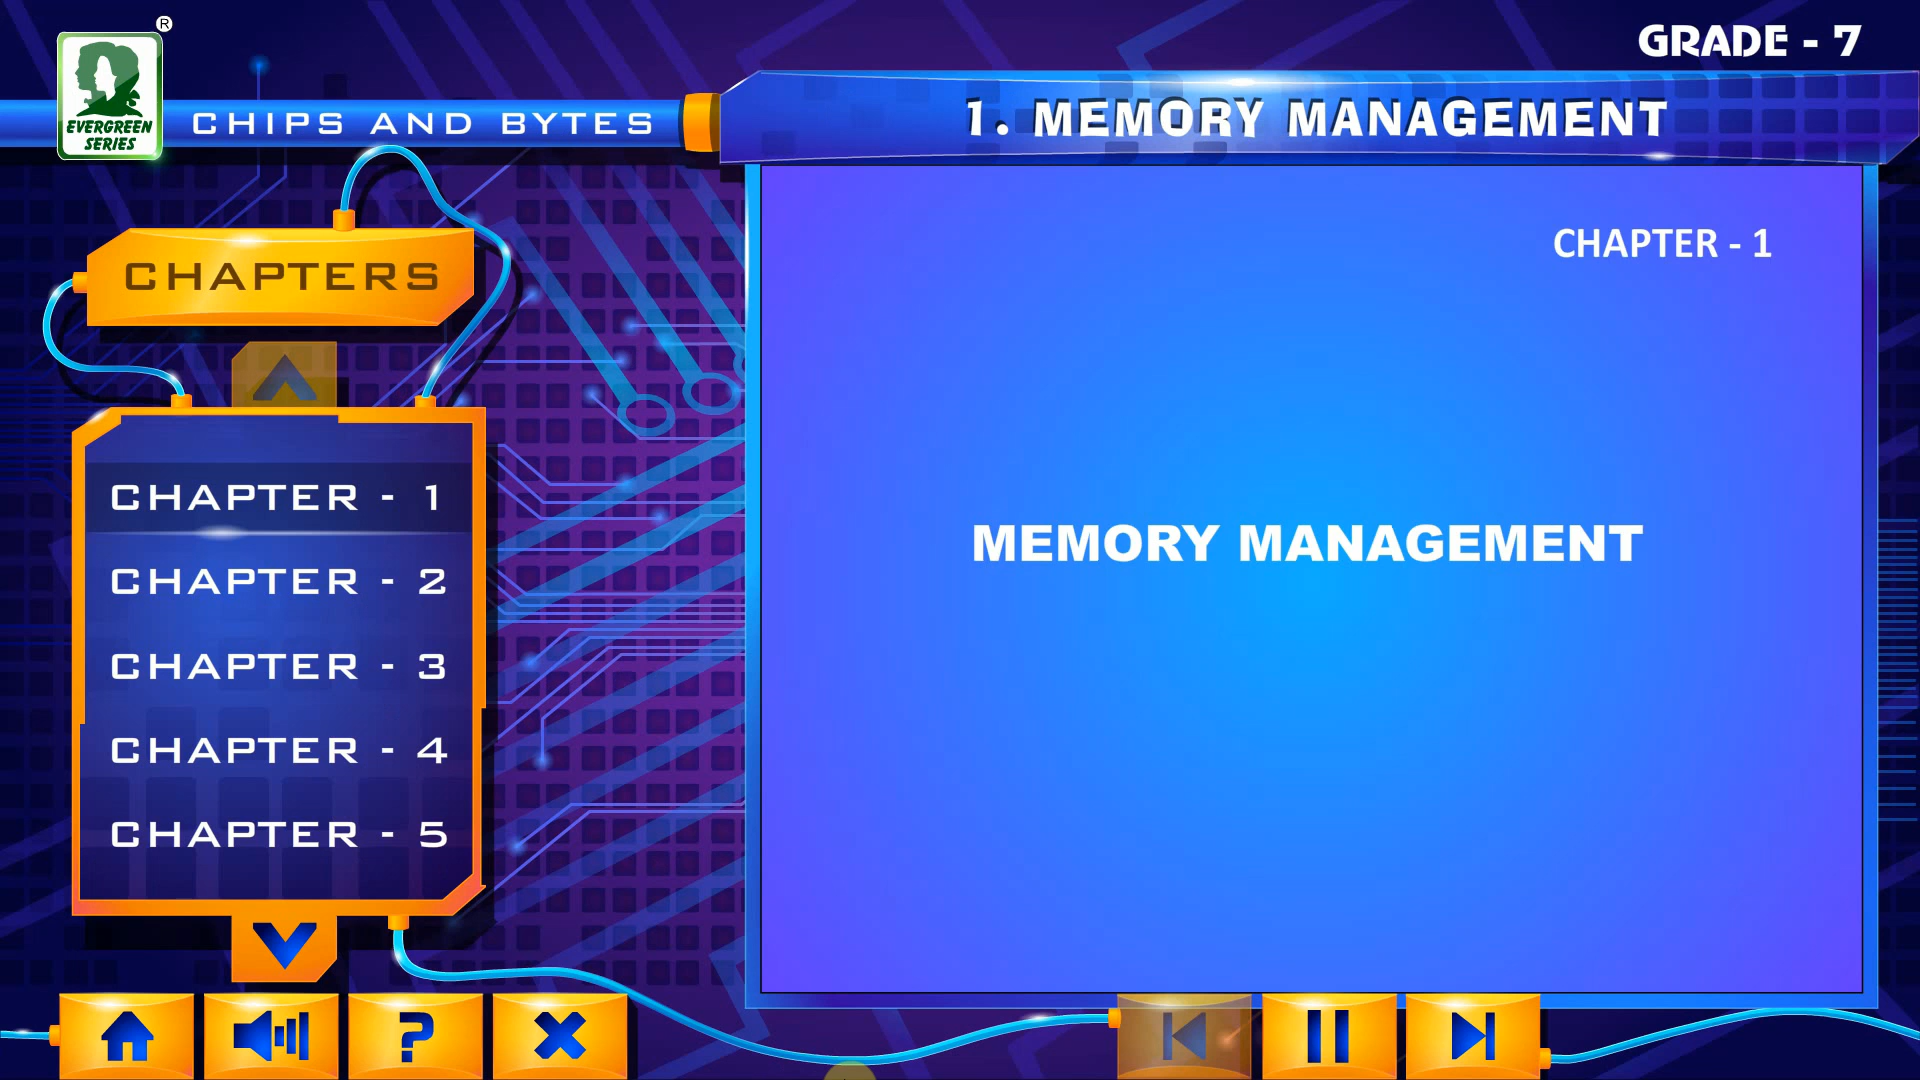 ®
EVERGREEN
SERIES
CHIPS AND BYTES
GRADE - 7
1. MEMORY MANAGEMENT
CHAPTERS
CHAPTER - 1
CHAPTER - 2
CHAPTER - 3
CHAPTER - 4
CHAPTER - 5
CHAPTER - 1
MEMORY MANAGEMENT
?